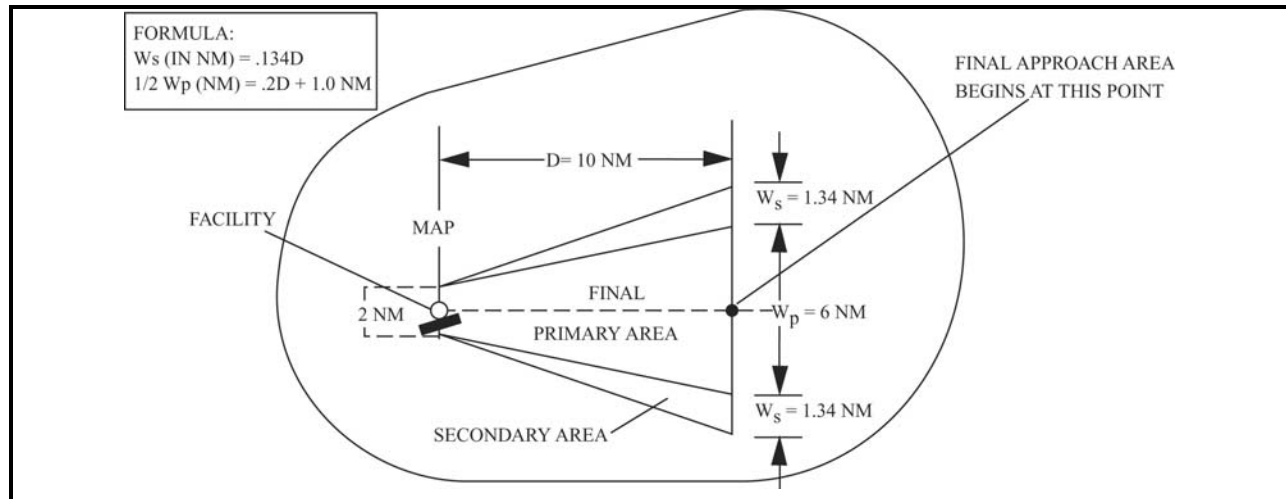 FORMULA:
Ws (IN NM) = .134D
1/2 Wp (NM) = .2D + 1.0 NM
FINAL APPROACH AREA
BEGINS AT THIS POINT
D= 10 NM
Ws = 1.34 NM
FACILITY
MAP
FINAL
2 NM
Wp = 6 NM
PRIMARY AREA
Ws = 1.34 NM
SECONDARY AREA